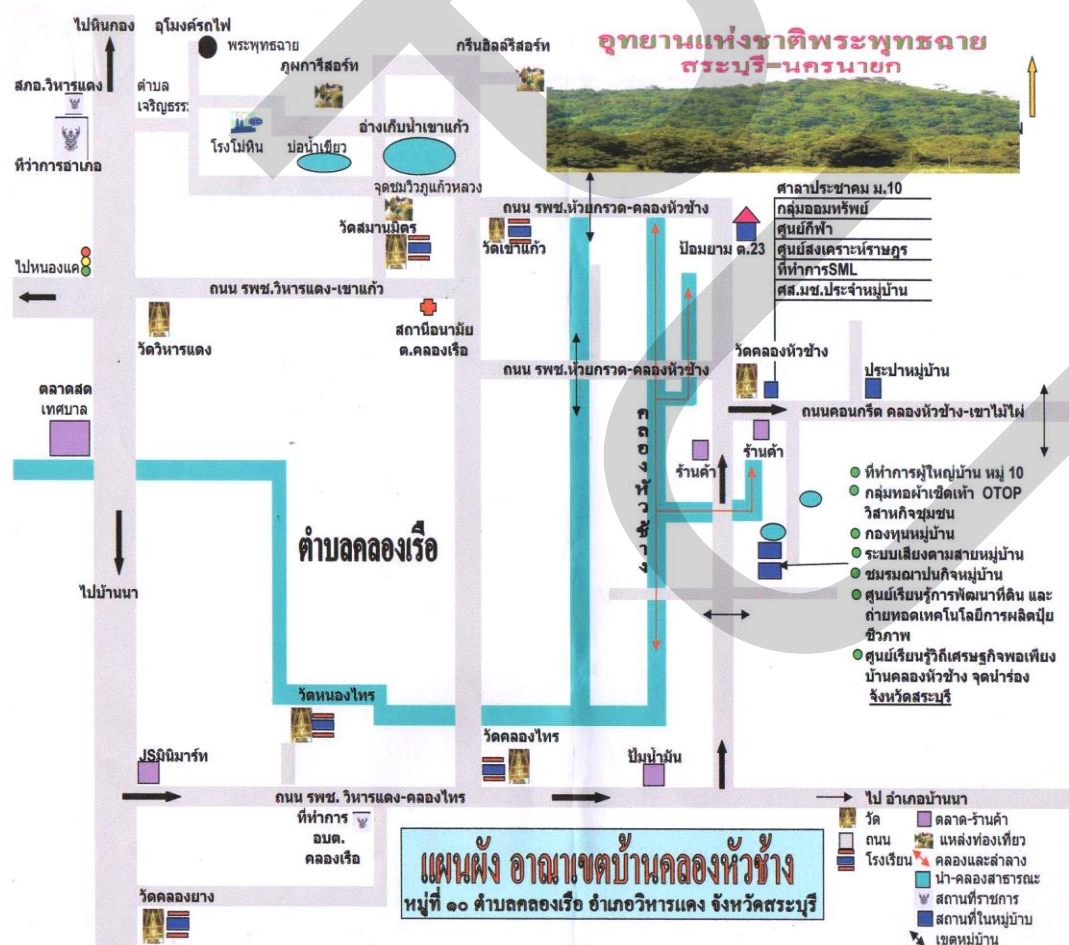 ไปหินกอง
อุโมงค์รถไฟ
พระพุทธฉาย
กรีนฮิลล์รีสอร์ท
อุทยานแห่งชาติพระพุทธฉาย
สระบุรี-นครนายก
สภอ.วิหารแดง
ตำบล
เจริญธรร
ภูผการีสอร์ท
ที่ว่าการอำเภอ
โรงโม่หิน
บ่อน้ำเขียว
อ่างเก็บน้ำเขาแก้ว
จุดชมวิวภูแก้วหลวง
วัดสมานมิตร
ถนน รพช.ห้วยกรวด-คลองหัวช้าง
วัดเขาแก้ว
ป้อมยาม ต.23
ศาลาประชาคม ม.10
กลุ่มออมทรัพย์
ศูนย์กีฬา
ศูนย์สงเคราะห์ราษฎร
ที่ทำการSML
ศส.มช.ประจำหมู่บ้าน
ไปหนองแค
ถนน รพช.วิหารแดง-เขาแก้ว
วัดวิหารแดง
สถานีอนามัย
ต.คลองเรือ
ถนน รพช.ห้วยกรวด-คลองหัวช้าง
วัดคลองหัวช้าง
ประปาหมู่บ้าน
ตลาดสด
เทศบาล
ถนนคอนกรีต คลองหัวช้าง-เขาไม้ไผ่
คลองหัวช้าง
ร้านค้า
ร้านค้า
ตำบลคลองเรือ
ที่ทำการผู้ใหญ่บ้าน หมู่ 10
กลุ่มทอผ้าเช็ดเท้า OTOP
วิสาหกิจชุมชน
กองทุนหมู่บ้าน
ระบบเสียงตามสายหมู่บ้าน
ชมรมฌาปนกิจหมู่บ้าน
ศูนย์เรียนรู้การพัฒนาที่ดิน และ
ถ่ายทอดเทคโนโลยีการผลิตปุ๋ย
ชีวภาพ
ศูนย์เรียนรู้วิถีเศรษฐกิจพอเพียง
บ้านคลองหัวช้าง จุดนำร่อง
จังหวัดสระบุรี
ไปบ้านนา
วัดหนองไทร
วัดคลองไทร
JSมินิมาร์ท
ปั๊มน้ำมัน
ถนน รพช. วิหารแดง-คลองไทร
ไป อำเภอบ้านนา
ที่ทำการ
อบต.
คลองเรือ
วัดคลองยาง
แผนผัง อาณาเขตบ้านคลองหัวช้าง
หมู่ที่ ๑๐ ตำบลคลองเรือ อำเภอวิหารแดง จังหวัดสระบุรี
วัด
ตลาด-ร้านค้า
ถนน
แหล่งท่องเที่ยว
โรงเรียน
คลองและลำลาง
น้ำ-คลองสาธารณะ
สถานที่ราชการ
สถานที่ในหมู่บ้าบ
เขตหมู่บ้าน